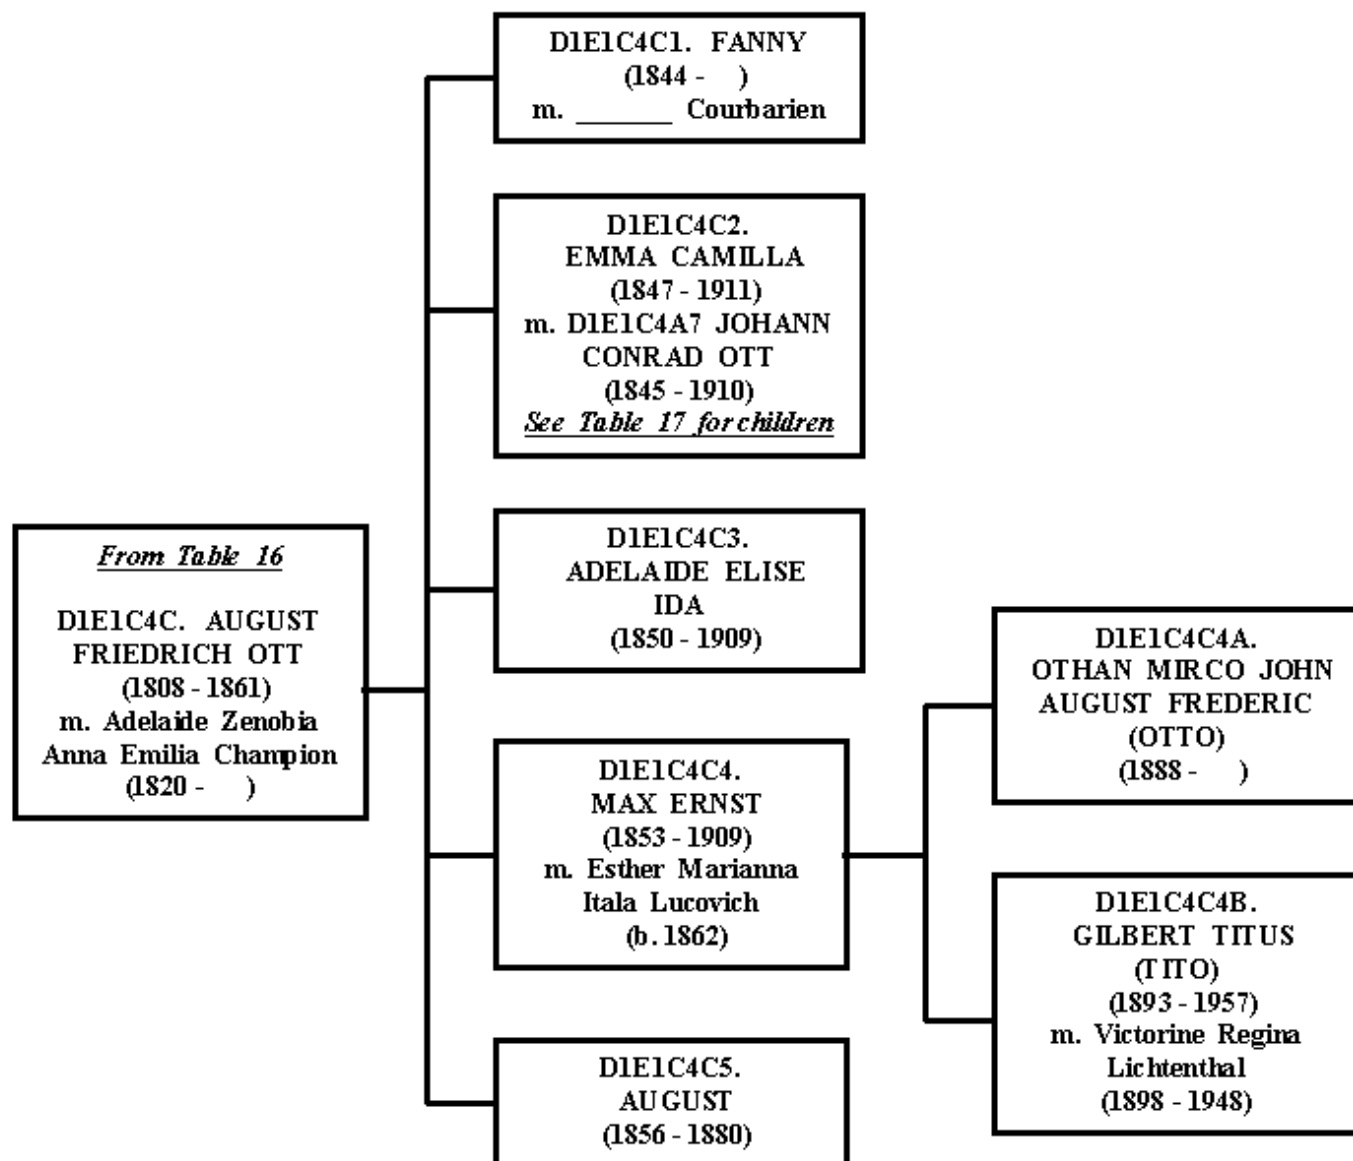 D1E1C4C1. FANNY
(1844 - )
m. ______ Courbarien
D1E1C4C2.
EMMA CAMILLA
(1847 - 1911)
m. D1E1C4A7 JOHANN
CONRAD OTT
(1845 - 1910)
See Table 17 for children
D1E1C4C3.
ADELAIDE ELISE
IDA
(1850 - 1909)
From Table 16
D1E1C4C. AUGUST
FRIEDRICH OTT
(1808 - 1861)
m. Adelaide Zenobia
Anna Emilia Champion
(1820 - )
D1E1C4C4.
MAX ERNST
(1853 - 1909)
m. Esther Marianna
Itala Lucovich
(b. 1862)
D1E1C4C5.
AUGUST
(1856 - 1880)
D1E1C4C4A.
OTHAN MIRCO JOHN
AUGUST FREDERIC
(OTTO)
(1888 - )
D1E1C4C4B.
GILBERT TITUS
(TITO)
(1893 - 1957)
m. Victorine Regina
Lichtenthal
(1898 - 1948)